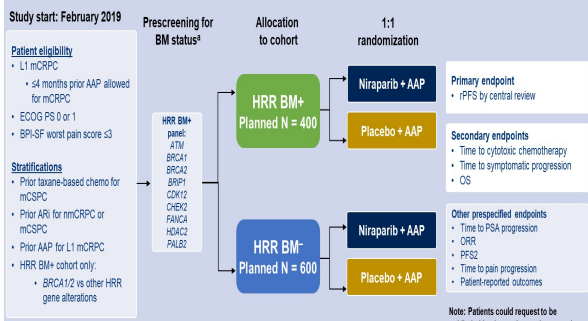 Study start: February 2019
Patient eligibility
• L1 mCRPC
• ≤4 months prior AAP allowed
for mCRPC
• ECOG PS 0 or 1
• BPI-SF worst pain score ≤3
Stratifications
• Prior taxane-based chemo for
mCSPC
• Prior ARi for nmCRPC or
mCSPC
• Prior AAP for L1 mCRPC
• HRR BM+ cohort only:
• BRCA1/2 vs other HRR
gene alterations
Prescreening for
BM statusᵃ
HRR BM+
panel:
ATM
BRCA1
BRCA2
BRIP1
CDK12
CHEK2
FANCA
HDAC2
PALB2
Allocation
to cohort
HRR BM+
Planned N = 400
HRR BM⁻
Planned N = 600
1:1
randomization
Niraparib + AAP
Placebo + AAP
Niraparib + AAP
Placebo + AAP
Primary endpoint
• rPFS by central review
Secondary endpoints
• Time to cytotoxic chemotherapy
• Time to symptomatic progression
• OS
Other prespecified endpoints
• Time to PSA progression
• ORR
• PFS2
• Time to pain progression
• Patient-reported outcomes
Note: Patients could request to be